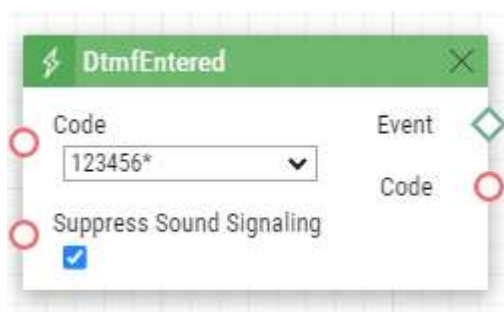 DtmfEntered
Code
Event
123456*
Code
Suppress Sound Signaling